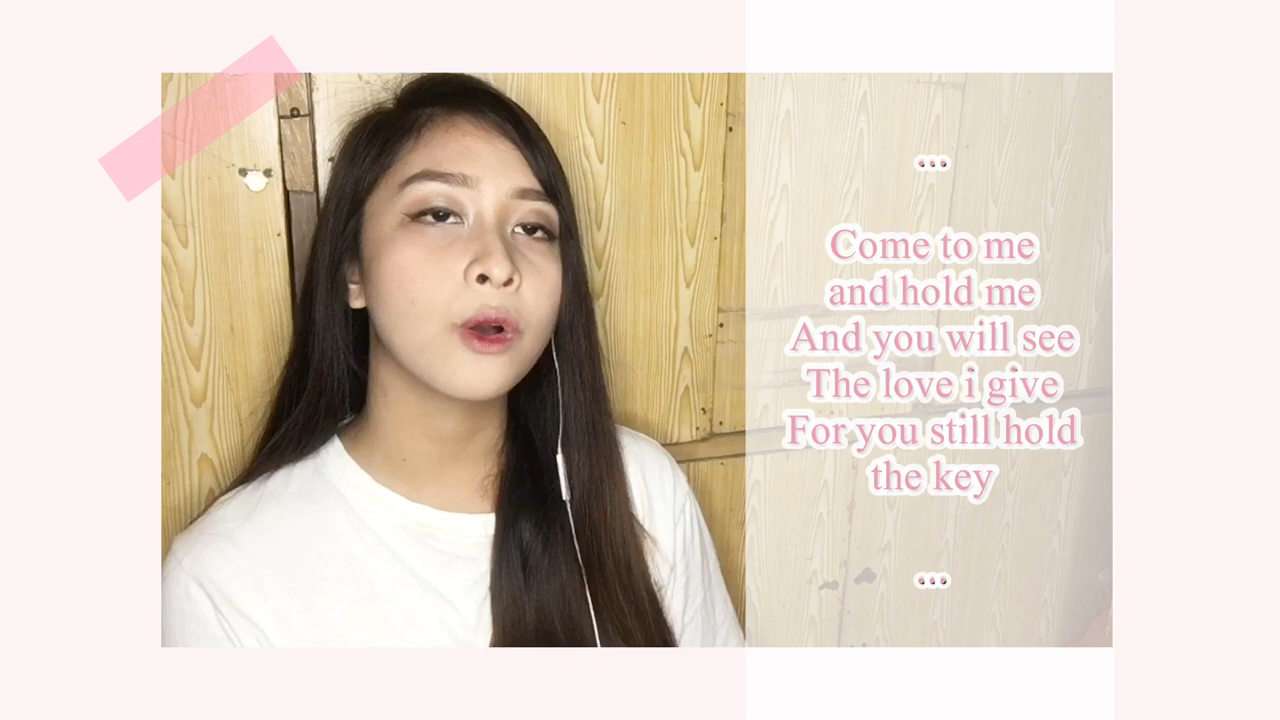 ...
Come to me
and hold me
And you will see
The love i give
For you still hold
the key
...